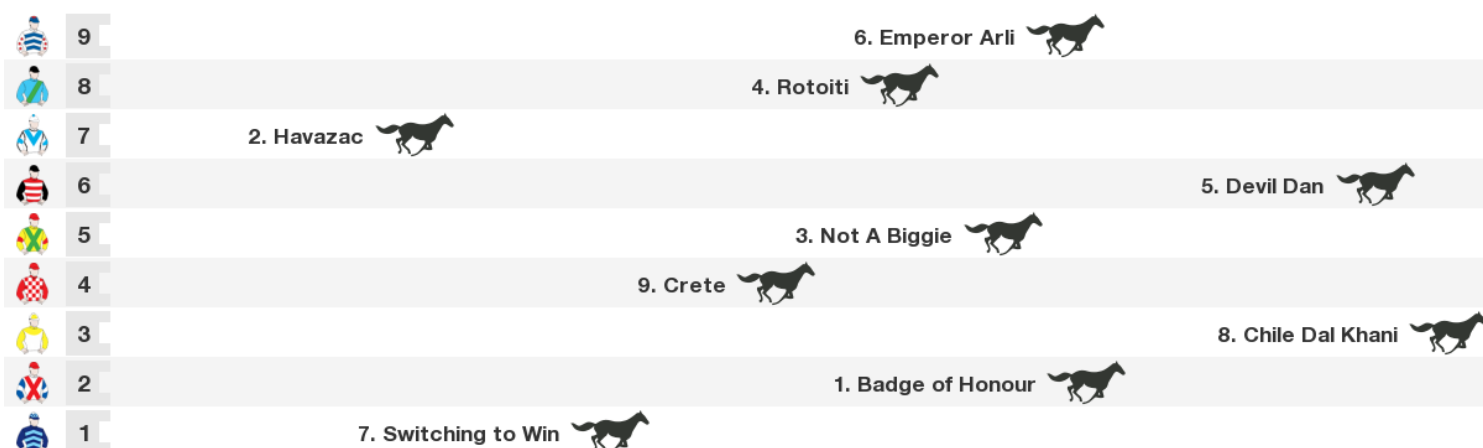 9 6. Emperor Arli
8 4. Rotoiti
7 2. Havazac
6 5. Devil Dan
5 3. Not A Biggie
4 9. Crete
3 8. Chile Dal Khani
2 1. Badge of Honour
1 7. Switching to Win